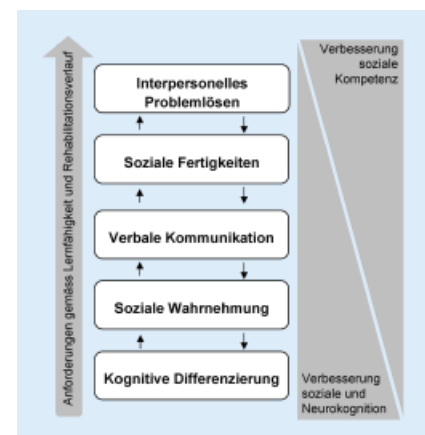 Anforderungen gemäss Lernfähigkeit und Rehabilitationsverlauf
Interpersonelles
Problemlösen
Soziale Fertigkeiten
Verbale Kommunikation
Soziale Wahrnehmung
Kognitive Differenzierung
Verbesserung
soziale
Kompetenz
Verbesserung
soziale und
Neurokognition